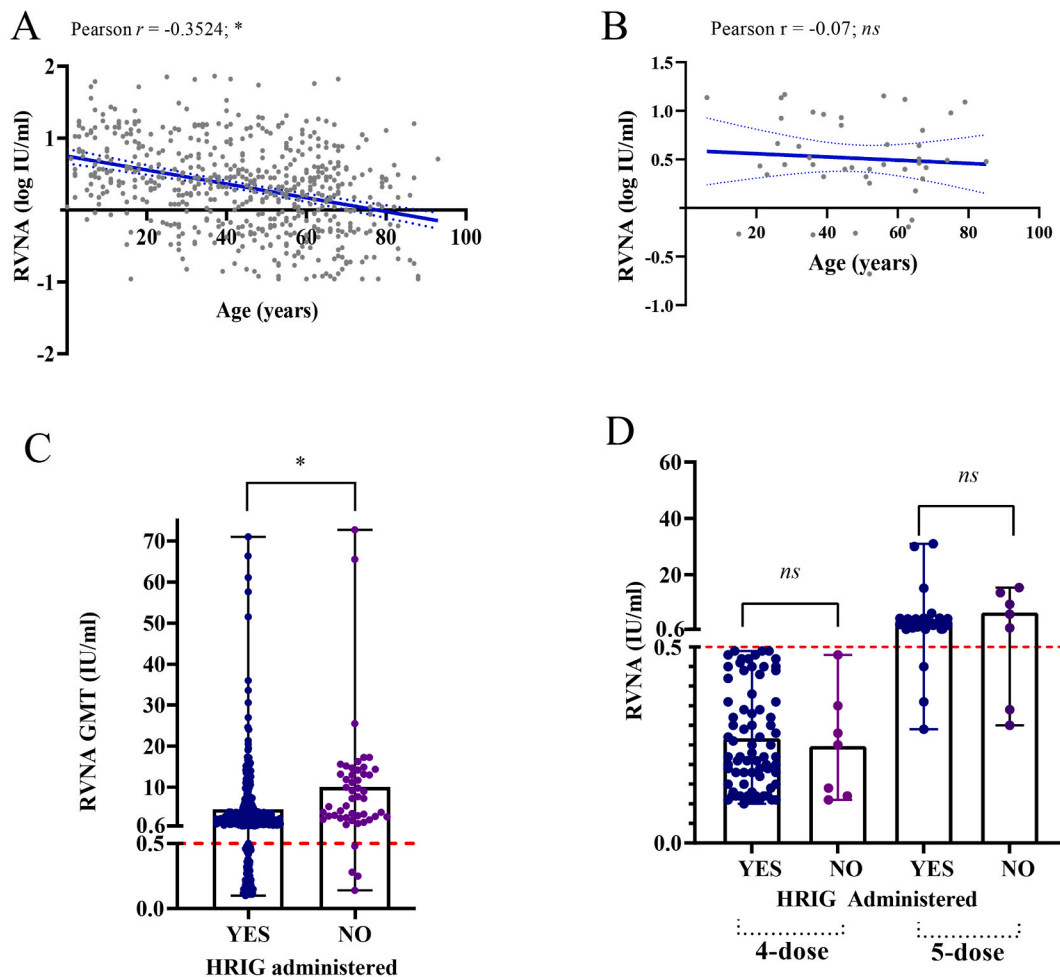 A
Pearson r = -0.3524; *
2
1
-1
-2
20 40 60 80 100
RVNA (log IU/ml)
Age (years)
B
Pearson r = -0.07; ns
1.5
1.0
0.5
-0.5
-1.0
20 40 60 80 100
RVNA (log IU/ml)
Age (years)
C
*
70
60
50
40
30
20
10
0.6
0.5
0.0
RVNA GMT (IU/ml)
YES NO
HRIG administered
D
ns
ns
60
40
20
0.6
0.5
0.0
RVNA (IU/ml)
YES NO YES NO
HRIG Administered
4-dose 5-dose